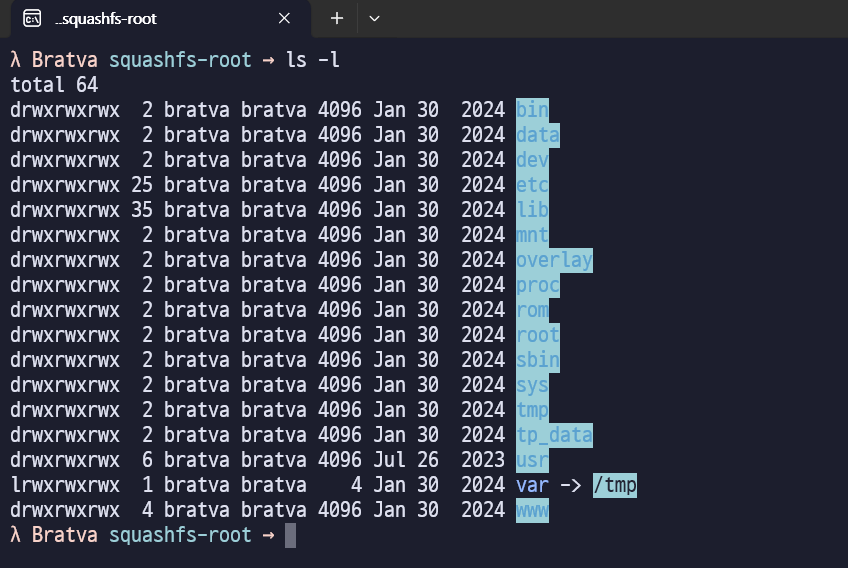 ..squashfs-root
λ Bratva squashfs-root → ls -l
total 64
drwxrwxrwx  2 bratva bratva 4096 Jan 30  2024 bin
drwxrwxrwx  2 bratva bratva 4096 Jan 30  2024 data
drwxrwxrwx  2 bratva bratva 4096 Jan 30  2024 dev
drwxrwxrwx 25 bratva bratva 4096 Jan 30  2024 etc
drwxrwxrwx 35 bratva bratva 4096 Jan 30  2024 lib
drwxrwxrwx  2 bratva bratva 4096 Jan 30  2024 mnt
drwxrwxrwx  2 bratva bratva 4096 Jan 30  2024 overlay
drwxrwxrwx  2 bratva bratva 4096 Jan 30  2024 proc
drwxrwxrwx  2 bratva bratva 4096 Jan 30  2024 rom
drwxrwxrwx  2 bratva bratva 4096 Jan 30  2024 root
drwxrwxrwx  2 bratva bratva 4096 Jan 30  2024 sbin
drwxrwxrwx  2 bratva bratva 4096 Jan 30  2024 sys
drwxrwxrwx  2 bratva bratva 4096 Jan 30  2024 tmp
drwxrwxrwx  2 bratva bratva 4096 Jan 30  2024 tp_data
drwxrwxrwx  6 bratva bratva 4096 Jul 26  2023 usr
lrwxrwxrwx  1 bratva bratva    4 Jan 30  2024 var -> /tmp
drwxrwxrwx  4 bratva bratva 4096 Jan 30  2024 www
λ Bratva squashfs-root →